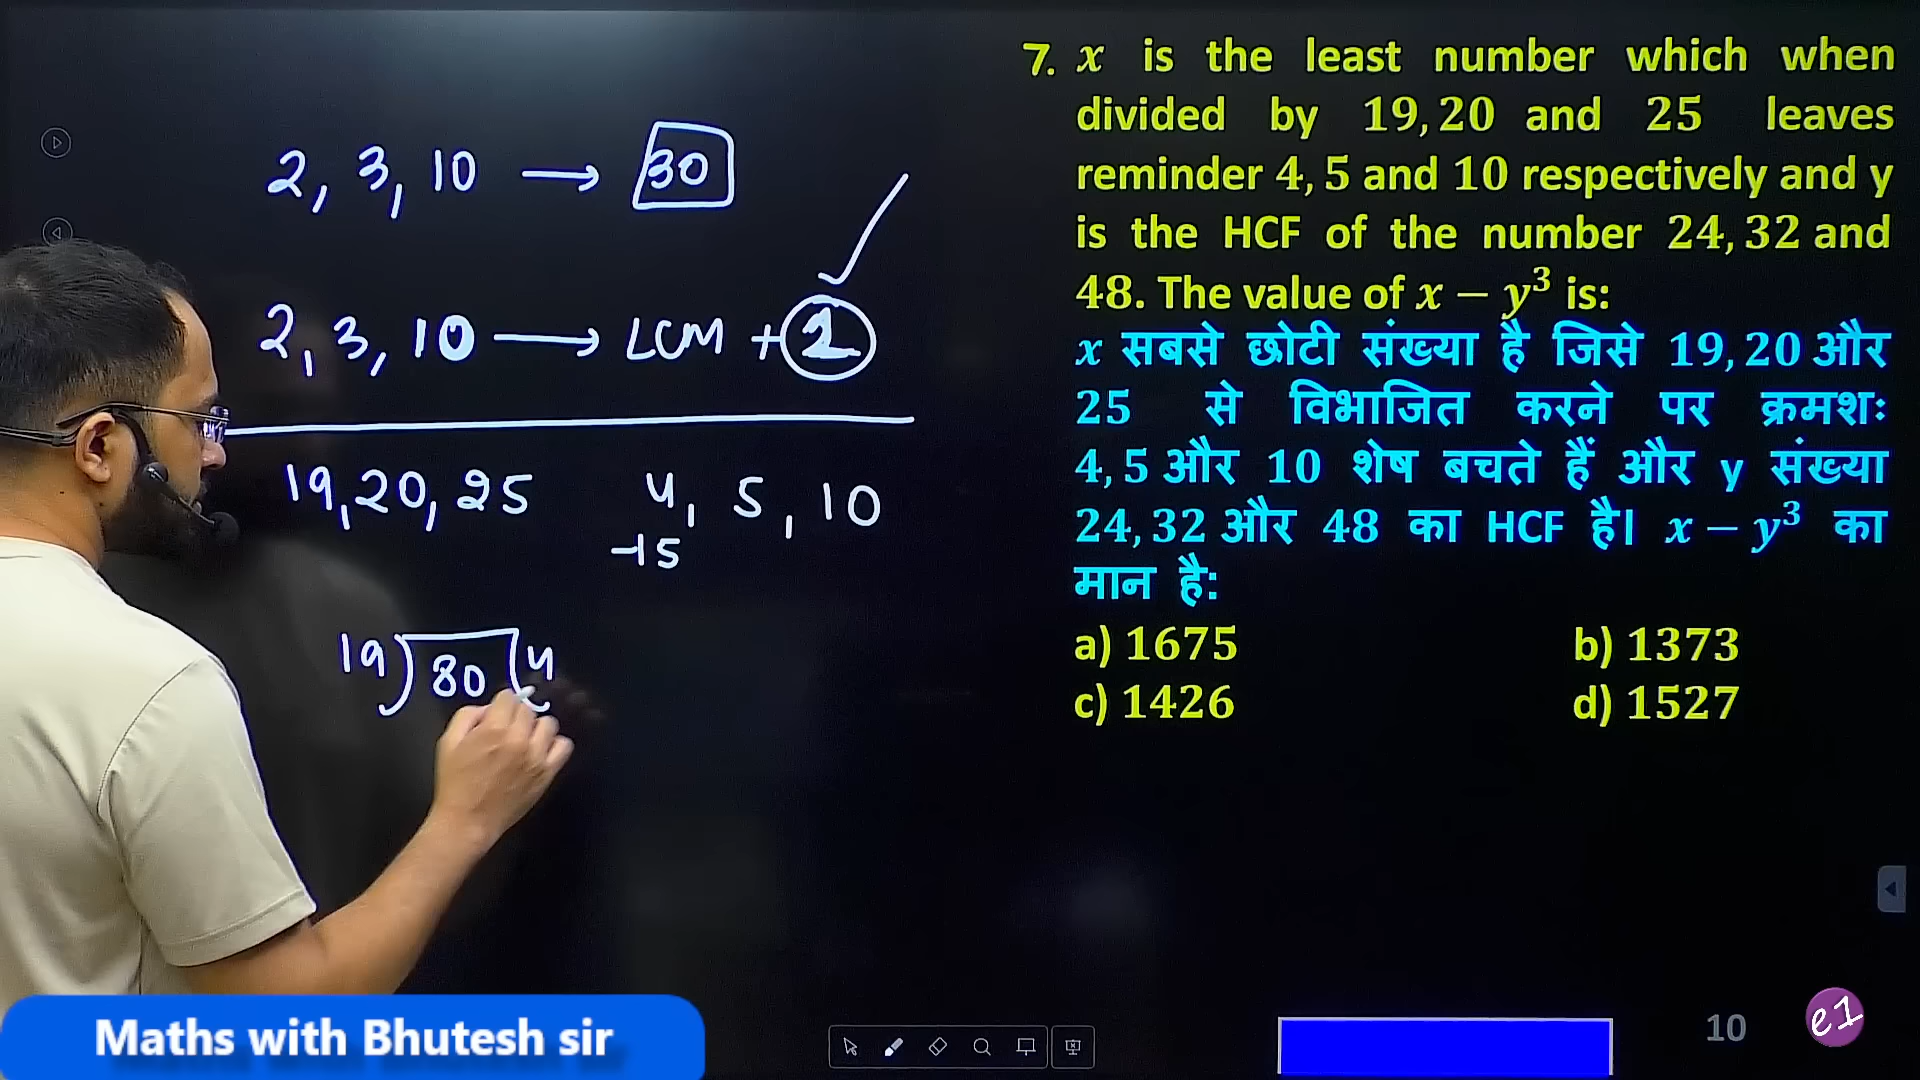 2, 3, 10 → 30
2, 3, 10 → LCM + 2
19, 20, 25 4, 5, 10
-15
19) 80 (4
7. x is the least number which when
divided by 19, 20 and 25 leaves
reminder 4, 5 and 10 respectively and y
is the HCF of the number 24, 32 and
48. The value of x − y³ is:
x सबसे छोटी संख्या है जिसे 19, 20 और
25 से विभाजित करने पर क्रमशः
4, 5 और 10 शेष बचते हैं और y संख्या
24, 32 और 48 का HCF है। x − y³ का
मान है:
a) 1675 b) 1373
c) 1426 d) 1527
Maths with Bhutesh sir
10
e1